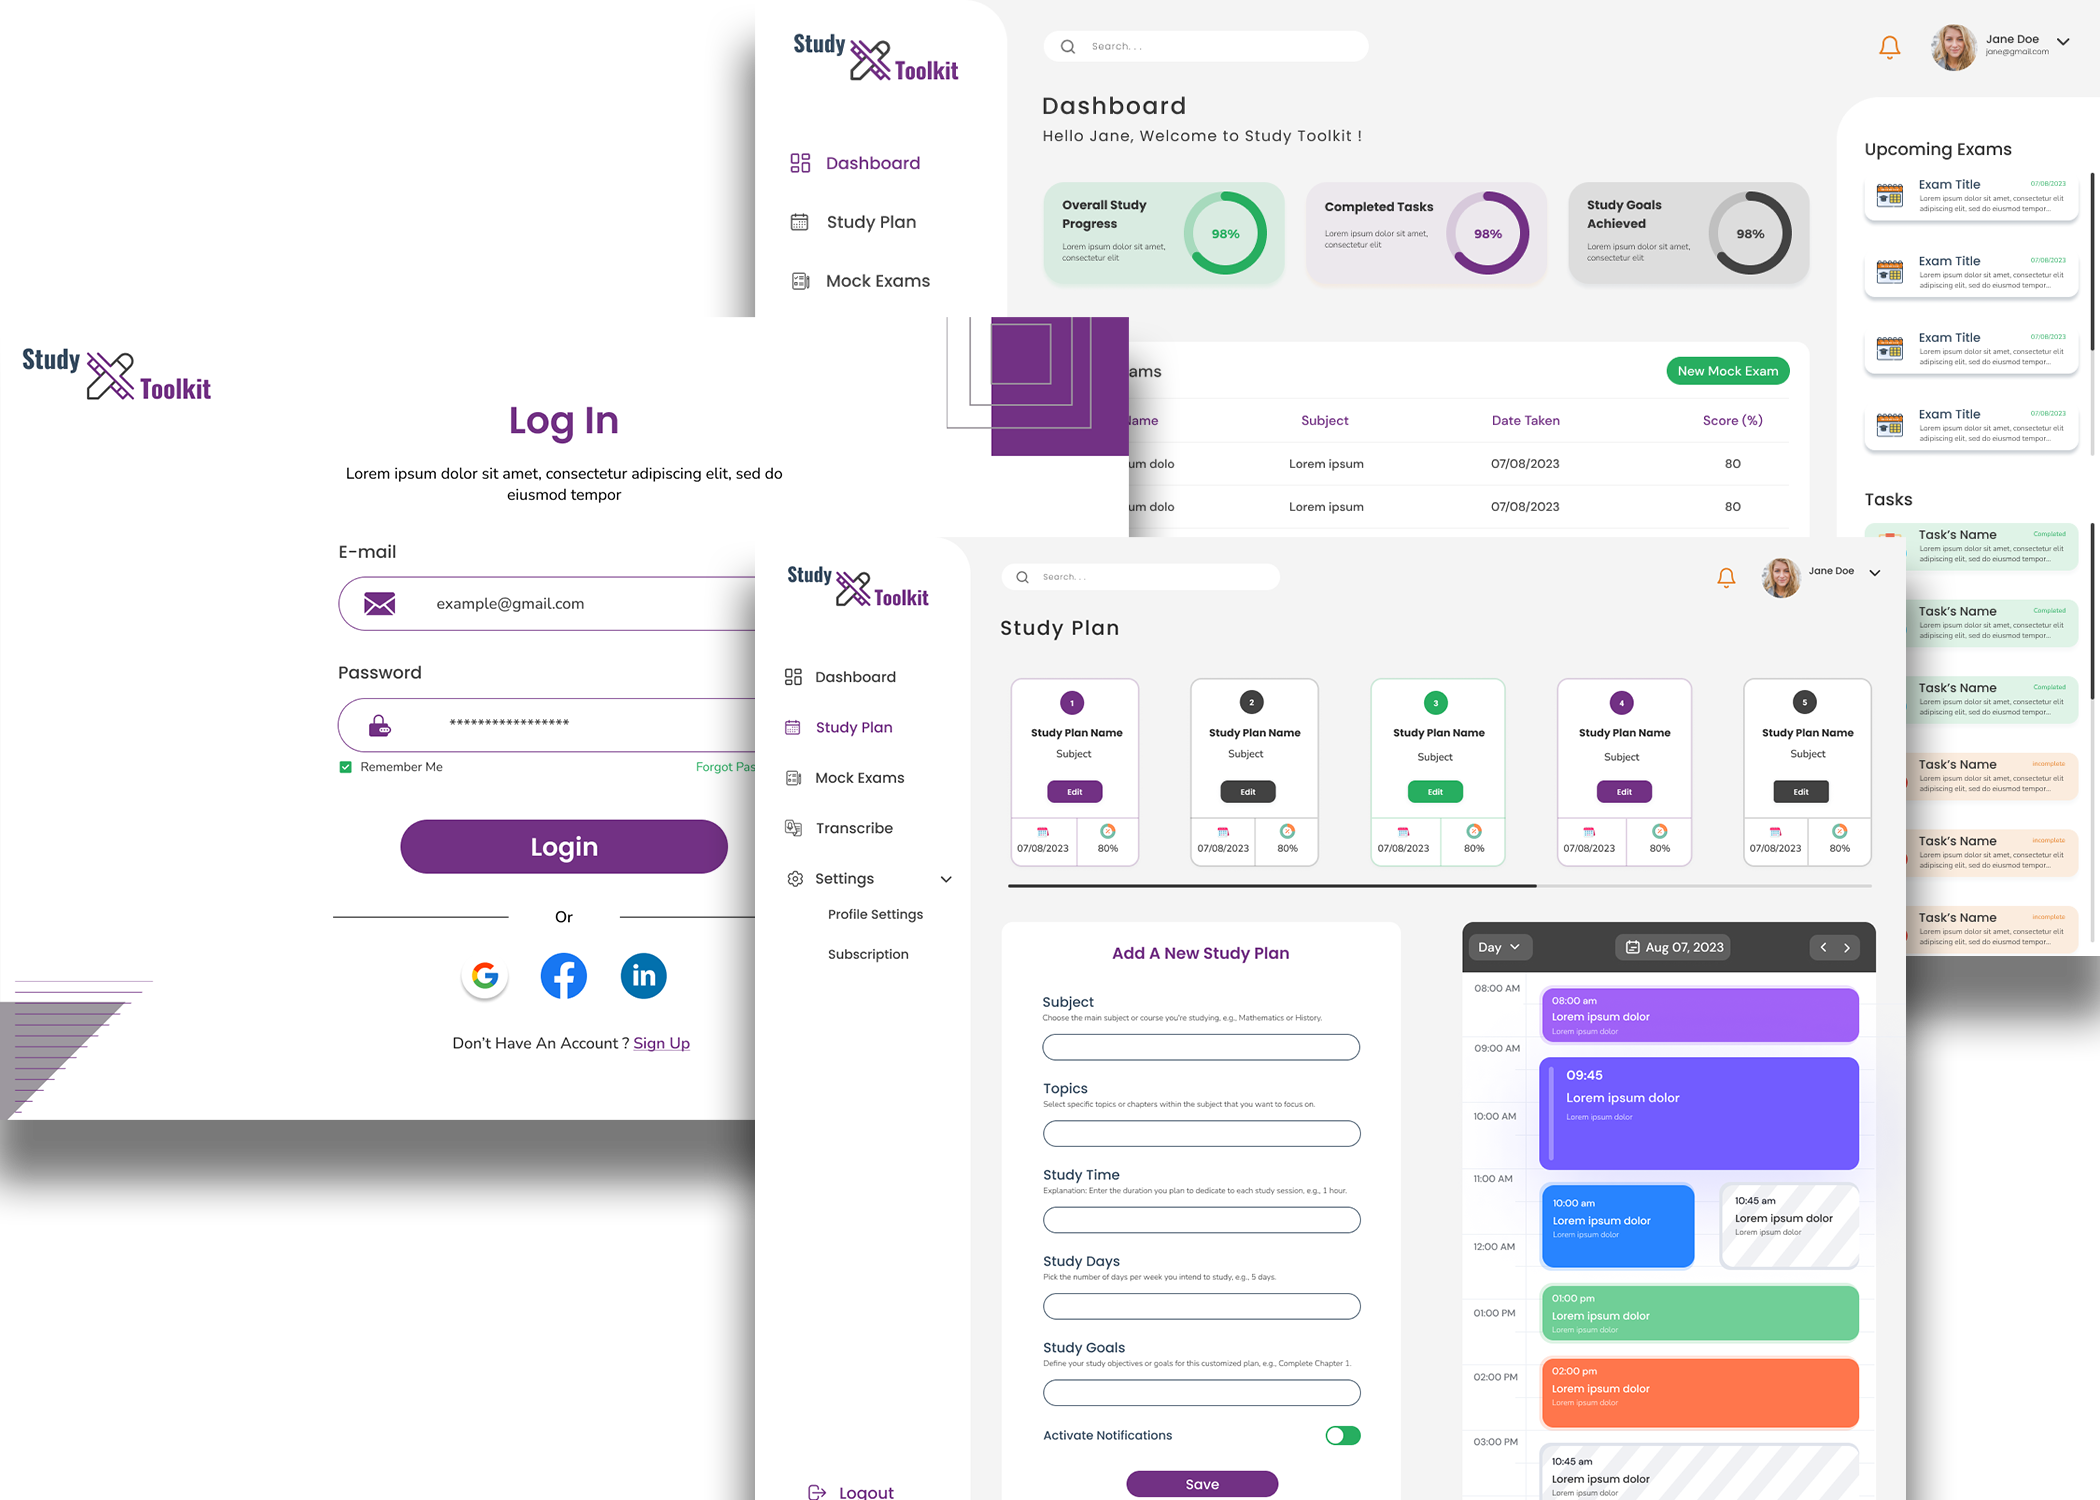 Study
Toolkit
Dashboard
Study Plan
Mock Exams
Search. . .
Jane Doe
jane@gmail.com
Dashboard
Hello Jane, Welcome to Study Toolkit !
Overall Study
Progress
Lorem ipsum dolor sit amet,
consectetur elit
98%
Completed Tasks
Lorem ipsum dolor sit amet,
consectetur elit
98%
Study Goals
Achieved
Lorem ipsum dolor sit amet,
consectetur elit
98%
ams
New Mock Exam
Name Subject Date Taken Score (%)
um dolo Lorem ipsum 07/08/2023 80
um dolo Lorem ipsum 07/08/2023 80
Upcoming Exams
Exam Title 07/08/2023
Lorem ipsum dolor sit amet, consectetur elit
adipiscing elit, sed do eiusmod tempor...
Exam Title 07/08/2023
Lorem ipsum dolor sit amet, consectetur elit
adipiscing elit, sed do eiusmod tempor...
Exam Title 07/08/2023
Lorem ipsum dolor sit amet, consectetur elit
adipiscing elit, sed do eiusmod tempor...
Exam Title 07/08/2023
Lorem ipsum dolor sit amet, consectetur elit
adipiscing elit, sed do eiusmod tempor...
Tasks
Task's Name Completed
Lorem ipsum dolor sit amet, consectetur elit
adipiscing elit, sed do eiusmod tempor...
Task's Name Completed
Lorem ipsum dolor sit amet, consectetur elit
adipiscing elit, sed do eiusmod tempor...
Task's Name Completed
Lorem ipsum dolor sit amet, consectetur elit
adipiscing elit, sed do eiusmod tempor...
Task's Name incomplete
Lorem ipsum dolor sit amet, consectetur elit
adipiscing elit, sed do eiusmod tempor...
Task's Name incomplete
Lorem ipsum dolor sit amet, consectetur elit
adipiscing elit, sed do eiusmod tempor...
Task's Name incomplete
Lorem ipsum dolor sit amet, consectetur elit
adipiscing elit, sed do eiusmod tempor...
Study
Toolkit
Log In
Lorem ipsum dolor sit amet, consectetur adipiscing elit, sed do
eiusmod tempor
E-mail
example@gmail.com
Password
*****************
Remember Me Forgot Pas
Login
Or
in
Don't Have An Account ? Sign Up
Study
Toolkit
Dashboard
Study Plan
Mock Exams
Transcribe
Settings
Profile Settings
Subscription
Logout
Search. . .
Jane Doe
Study Plan
1
Study Plan Name
Subject
Edit
07/08/2023 80%
2
Study Plan Name
Subject
Edit
07/08/2023 80%
3
Study Plan Name
Subject
Edit
07/08/2023 80%
4
Study Plan Name
Subject
Edit
07/08/2023 80%
5
Study Plan Name
Subject
Edit
07/08/2023 80%
Add A New Study Plan
Subject
Choose the main subject or course you're studying, e.g., Mathematics or History.
Topics
Select specific topics or chapters within the subject that you want to focus on.
Study Time
Explanation: Enter the duration you plan to dedicate to each study session, e.g., 1 hour.
Study Days
Pick the number of days per week you intend to study, e.g., 5 days.
Study Goals
Define your study objectives or goals for this customized plan, e.g., Complete Chapter 1.
Activate Notifications
Save
Day Aug 07, 2023
08:00 AM
08:00 am
Lorem ipsum dolor
Lorem ipsum dolor
09:00 AM
09:45
Lorem ipsum dolor
Lorem ipsum dolor
10:00 AM
11:00 AM
10:00 am
Lorem ipsum dolor
Lorem ipsum dolor
10:45 am
Lorem ipsum dolor
Lorem ipsum dolor
12:00 AM
01:00 pm
Lorem ipsum dolor
Lorem ipsum dolor
01:00 PM
02:00 pm
Lorem ipsum dolor
Lorem ipsum dolor
02:00 PM
03:00 PM
10:45 am
Lorem ipsum dolor
Lorem ipsum dolor